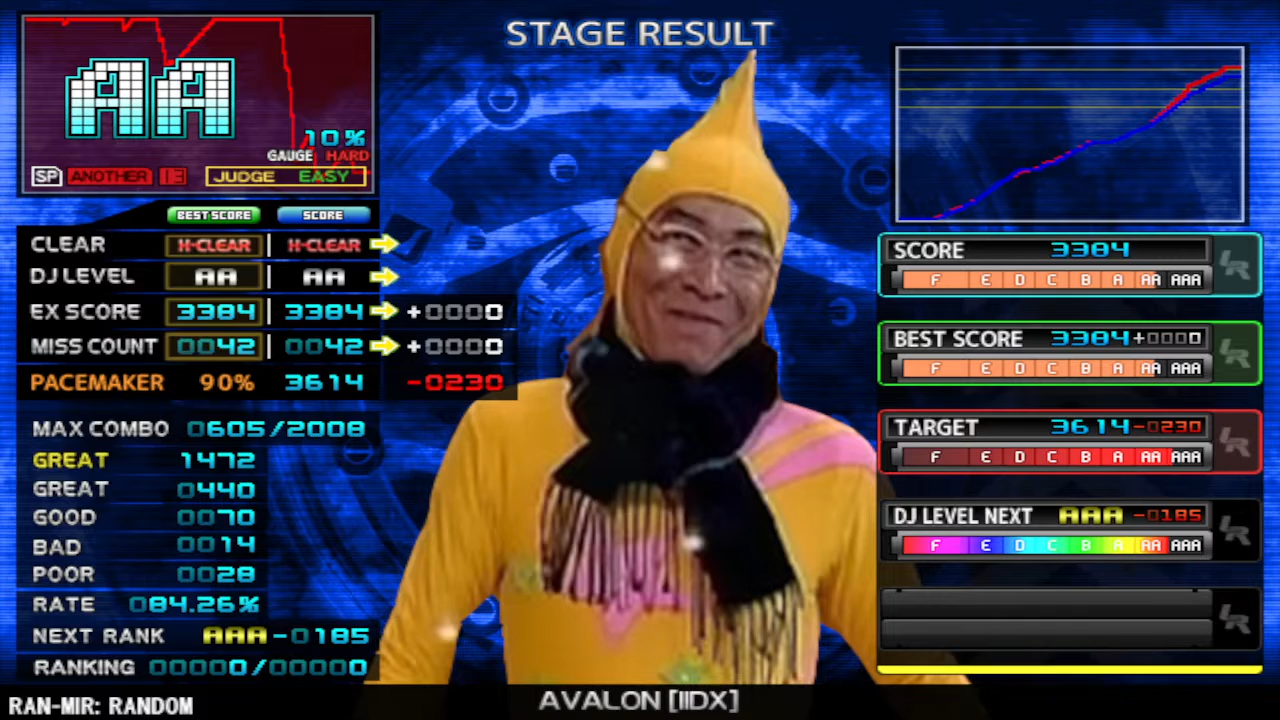 STAGE RESULT
AA
10%
GAUGE HARD
SP ANOTHER 13 JUDGE EASY
BEST SCORE SCORE
CLEAR H-CLEAR H-CLEAR
DJ LEVEL AA AA
EX SCORE 3384 3384 +0000
MISS COUNT 0042 0042 +0000
PACEMAKER 90% 3614 -0230
MAX COMBO 0605/2008
GREAT 1472
GREAT 0440
GOOD 0070
BAD 0014
POOR 0028
RATE 084.26%
NEXT RANK AAA-0185
RANKING 00000/00000
RAN-MIR: RANDOM
AVALON [IIDX]
SCORE 3384
F E D C B A AA AAA
BEST SCORE 3384+0000
F E D C B A AA AAA
TARGET 3614-0230
F E D C B A AA AAA
DJ LEVEL NEXT AAA -0185
F E D C B A AA AAA